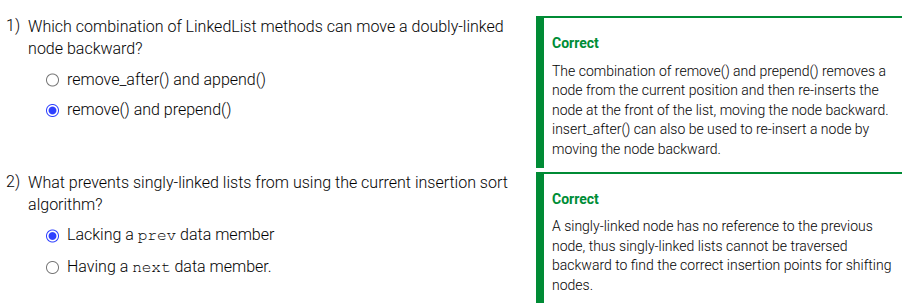 1) Which combination of LinkedList methods can move a doubly-linked
node backward?
remove_after() and append()
remove() and prepend()
Correct
The combination of remove() and prepend() removes a
node from the current position and then re-inserts the
node at the front of the list, moving the node backward.
insert_after() can also be used to re-insert a node by
moving the node backward.
2) What prevents singly-linked lists from using the current insertion sort
algorithm?
Lacking a prev data member
Having a next data member.
Correct
A singly-linked node has no reference to the previous
node, thus singly-linked lists cannot be traversed
backward to find the correct insertion points for shifting
nodes.